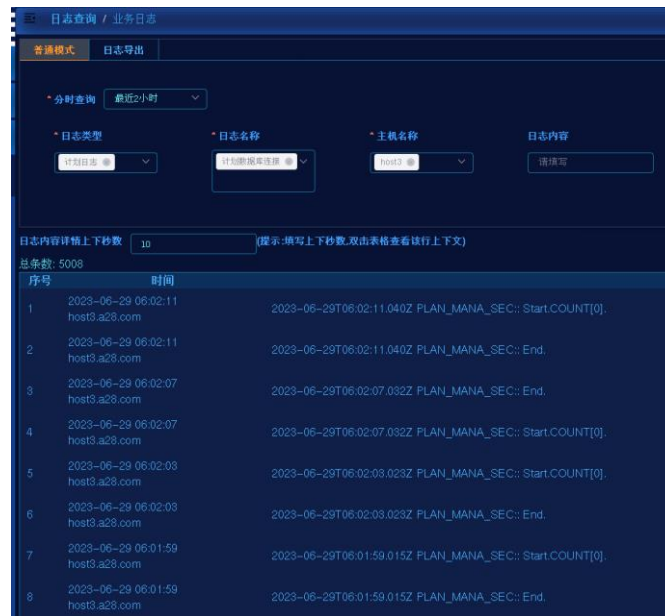 日志查询 / 业务日志
普通模式 日志导出
* 分时查询 最近2小时
* 日志类型 * 日志名称 * 主机名称 日志内容
计划日志 计划数据库连接 host3 请填写
日志内容详情上下秒数 10 (提示:填写上下秒数,双击表格查看该行上下文)
总条数: 5008
序号 时间
1 2023-06-29 06:02:11 host3.a28.com 2023-06-29T06:02:11.040Z PLAN_MANA_SEC:: Start.COUNT[0].
2 2023-06-29 06:02:11 host3.a28.com 2023-06-29T06:02:11.040Z PLAN_MANA_SEC:: End.
3 2023-06-29 06:02:07 host3.a28.com 2023-06-29T06:02:07.032Z PLAN_MANA_SEC:: End.
4 2023-06-29 06:02:07 host3.a28.com 2023-06-29T06:02:07.032Z PLAN_MANA_SEC:: Start.COUNT[0].
5 2023-06-29 06:02:03 host3.a28.com 2023-06-29T06:02:03.023Z PLAN_MANA_SEC:: Start.COUNT[0].
6 2023-06-29 06:02:03 host3.a28.com 2023-06-29T06:02:03.023Z PLAN_MANA_SEC:: End.
7 2023-06-29 06:01:59 host3.a28.com 2023-06-29T06:01:59.015Z PLAN_MANA_SEC:: Start.COUNT[0].
8 2023-06-29 06:01:59 host3.a28.com 2023-06-29T06:01:59.015Z PLAN_MANA_SEC:: End.